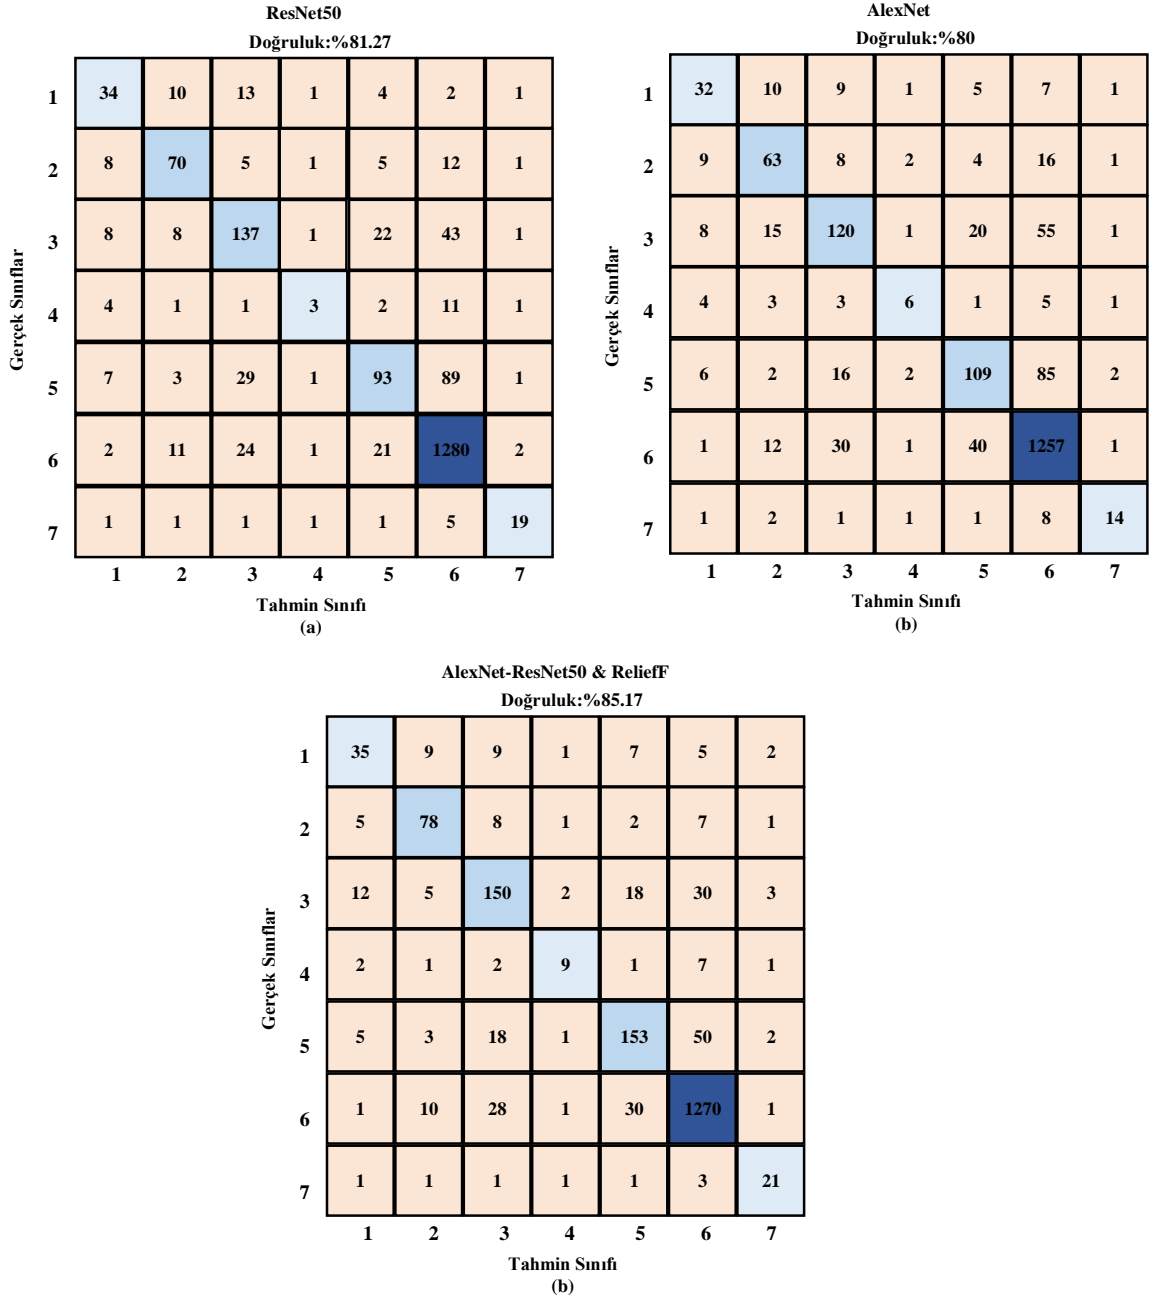 ResNet50
Doğruluk:%81.27
Gerçek Sınıflar
1 34 10 13 1 4 2 1
2 8 70 5 1 5 12 1
3 8 8 137 1 22 43 1
4 4 1 1 3 2 11 1
5 7 3 29 1 93 89 1
6 2 11 24 1 21 1280 2
7 1 1 1 1 1 5 19
1 2 3 4 5 6 7
Tahmin Sınıfı
(a)
AlexNet
Doğruluk:%80
Gerçek Sınıflar
1 32 10 9 1 5 7 1
2 9 63 8 2 4 16 1
3 8 15 120 1 20 55 1
4 4 3 3 6 1 5 1
5 6 2 16 2 109 85 2
6 1 12 30 1 40 1257 1
7 1 2 1 1 1 8 14
1 2 3 4 5 6 7
Tahmin Sınıfı
(b)
AlexNet-ResNet50 & ReliefF
Doğruluk:%85.17
Gerçek Sınıflar
1 35 9 9 1 7 5 2
2 5 78 8 1 2 7 1
3 12 5 150 2 18 30 3
4 2 1 2 9 1 7 1
5 5 3 18 1 153 50 2
6 1 10 28 1 30 1270 1
7 1 1 1 1 1 3 21
1 2 3 4 5 6 7
Tahmin Sınıfı
(b)